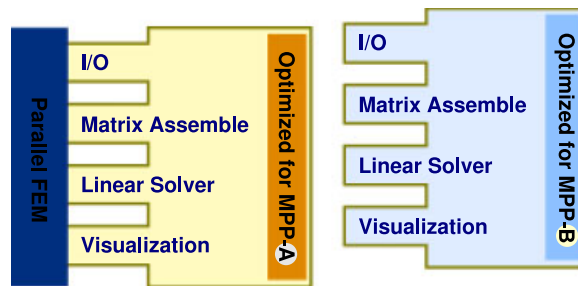 Parallel FEM
I/O
Matrix Assemble
Linear Solver
Visualization
Optimized for MPP-A
I/O
Matrix Assemble
Linear Solver
Visualization
Optimized for MPP-B